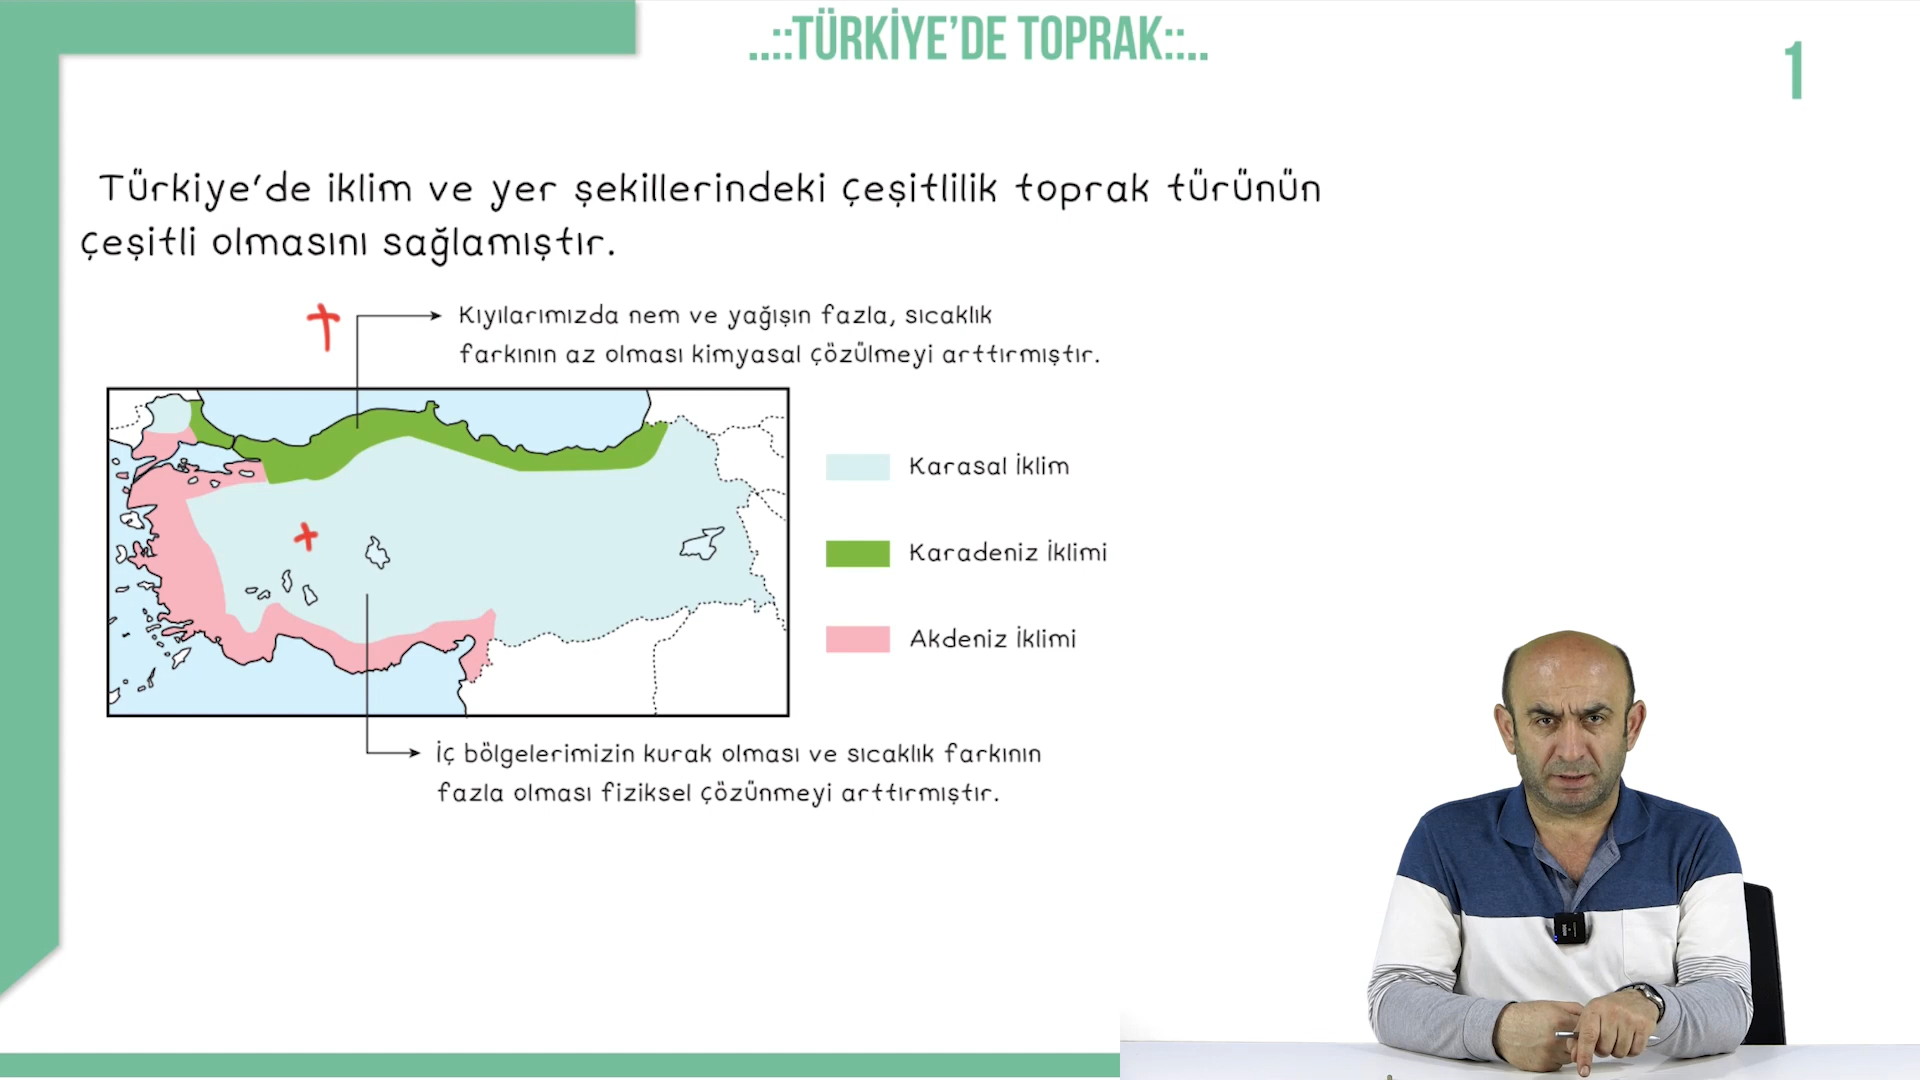 ..::TÜRKİYE'DE TOPRAK::..
1
Türkiye'de iklim ve yer şekillerindeki çeşitlilik toprak türünün
çeşitli olmasını sağlamıştır.
Kıyılarımızda nem ve yağışın fazla, sıcaklık
farkının az olması kimyasal çözülmeyi arttırmıştır.
Karasal İklim
Karadeniz İklimi
Akdeniz İklimi
İç bölgelerimizin kurak olması ve sıcaklık farkının
fazla olması fiziksel çözünmeyi arttırmıştır.